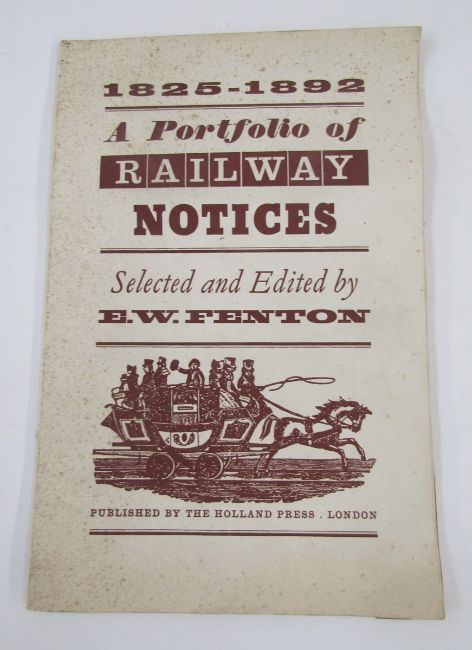 1825-1892
A Portfolio of
RAILWAY
NOTICES
Selected and Edited by
E.W. FENTON
PUBLISHED BY THE HOLLAND PRESS . LONDON